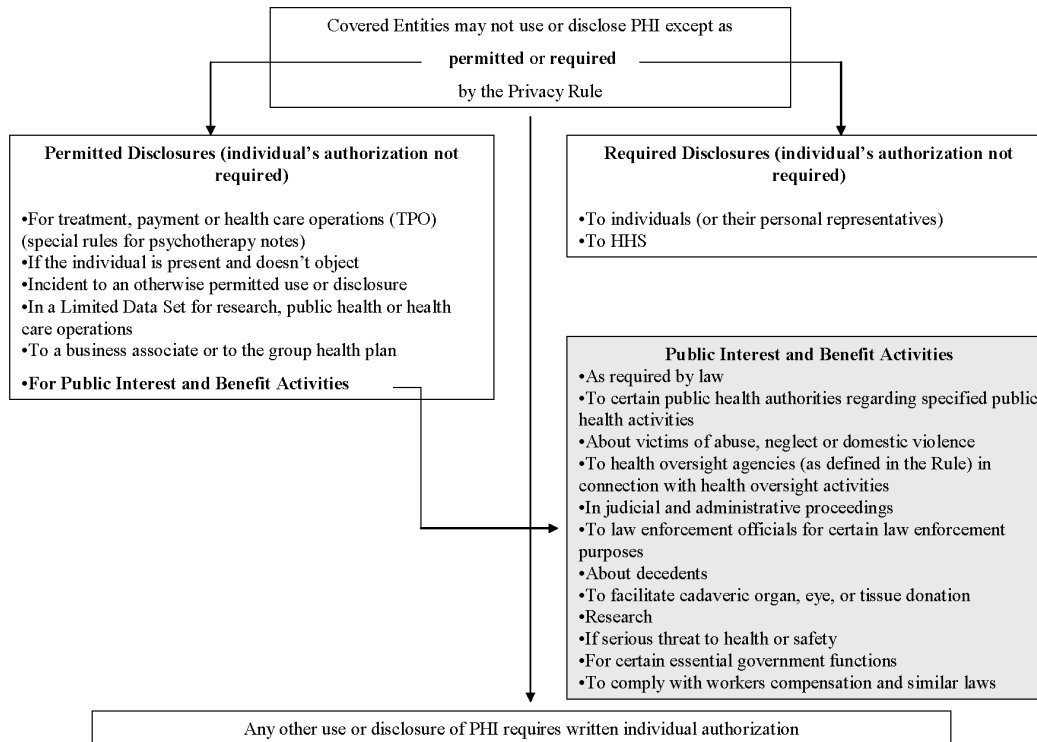 Covered Entities may not use or disclose PHI except as
permitted or required
by the Privacy Rule
Permitted Disclosures (individual's authorization not
required)
•For treatment, payment or health care operations (TPO)
(special rules for psychotherapy notes)
•If the individual is present and doesn't object
•Incident to an otherwise permitted use or disclosure
•In a Limited Data Set for research, public health or health
care operations
•To a business associate or to the group health plan
•For Public Interest and Benefit Activities
Required Disclosures (individual's authorization not
required)
•To individuals (or their personal representatives)
•To HHS
Public Interest and Benefit Activities
•As required by law
•To certain public health authorities regarding specified public
health activities
•About victims of abuse, neglect or domestic violence
•To health oversight agencies (as defined in the Rule) in
connection with health oversight activities
•In judicial and administrative proceedings
•To law enforcement officials for certain law enforcement
purposes
•About decedents
•To facilitate cadaveric organ, eye, or tissue donation
•Research
•If serious threat to health or safety
•For certain essential government functions
•To comply with workers compensation and similar laws
Any other use or disclosure of PHI requires written individual authorization